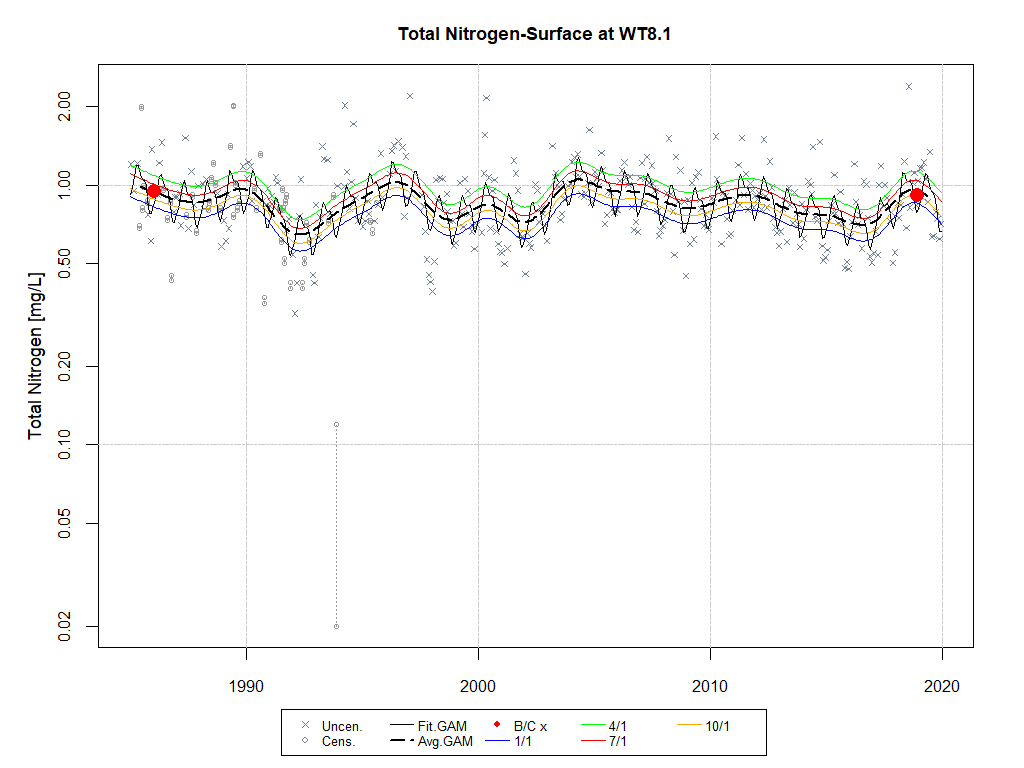 Total Nitrogen-Surface at WT8.1
Total Nitrogen [mg/L]
2.00
1.00
0.50
0.20
0.10
0.05
0.02
1990 2000 2010 2020
Uncen. Fit.GAM B/C x 4/1 10/1
Cens. Avg.GAM 1/1 7/1